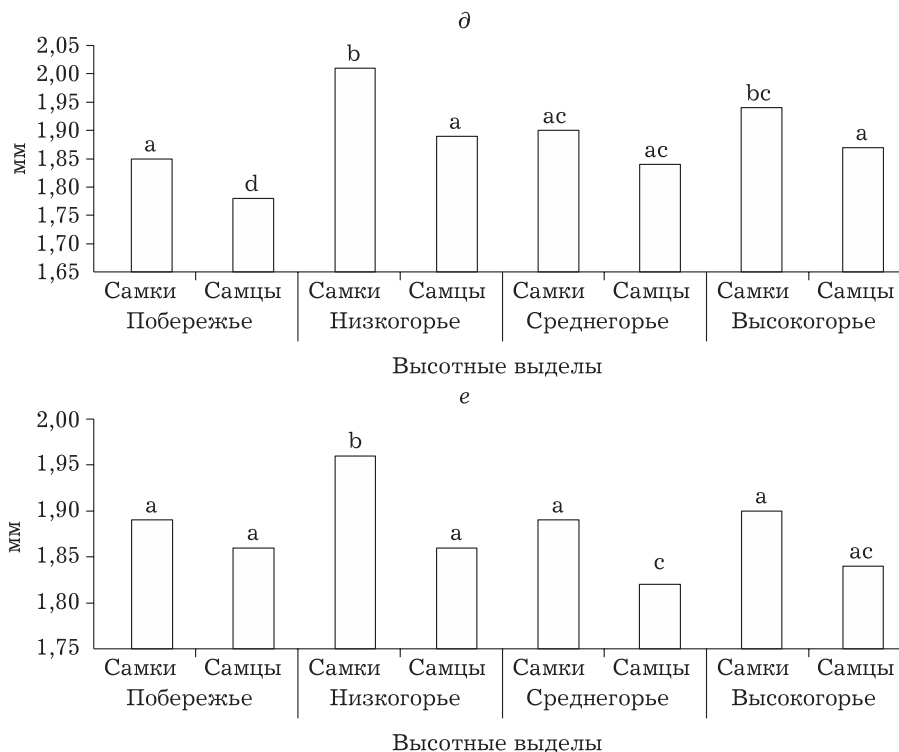 д
мм
2,05
2,00
1,95
1,90
1,85
1,80
1,75
1,70
1,65
a
d
b
a
ac
ac
bc
a
Самки Самцы Самки Самцы Самки Самцы Самки Самцы
Побережье Низкогорье Среднегорье Высокогорье
Высотные выделы
е
мм
2,00
1,95
1,90
1,85
1,80
1,75
a
a
b
a
a
c
a
ac
Самки Самцы Самки Самцы Самки Самцы Самки Самцы
Побережье Низкогорье Среднегорье Высокогорье
Высотные выделы